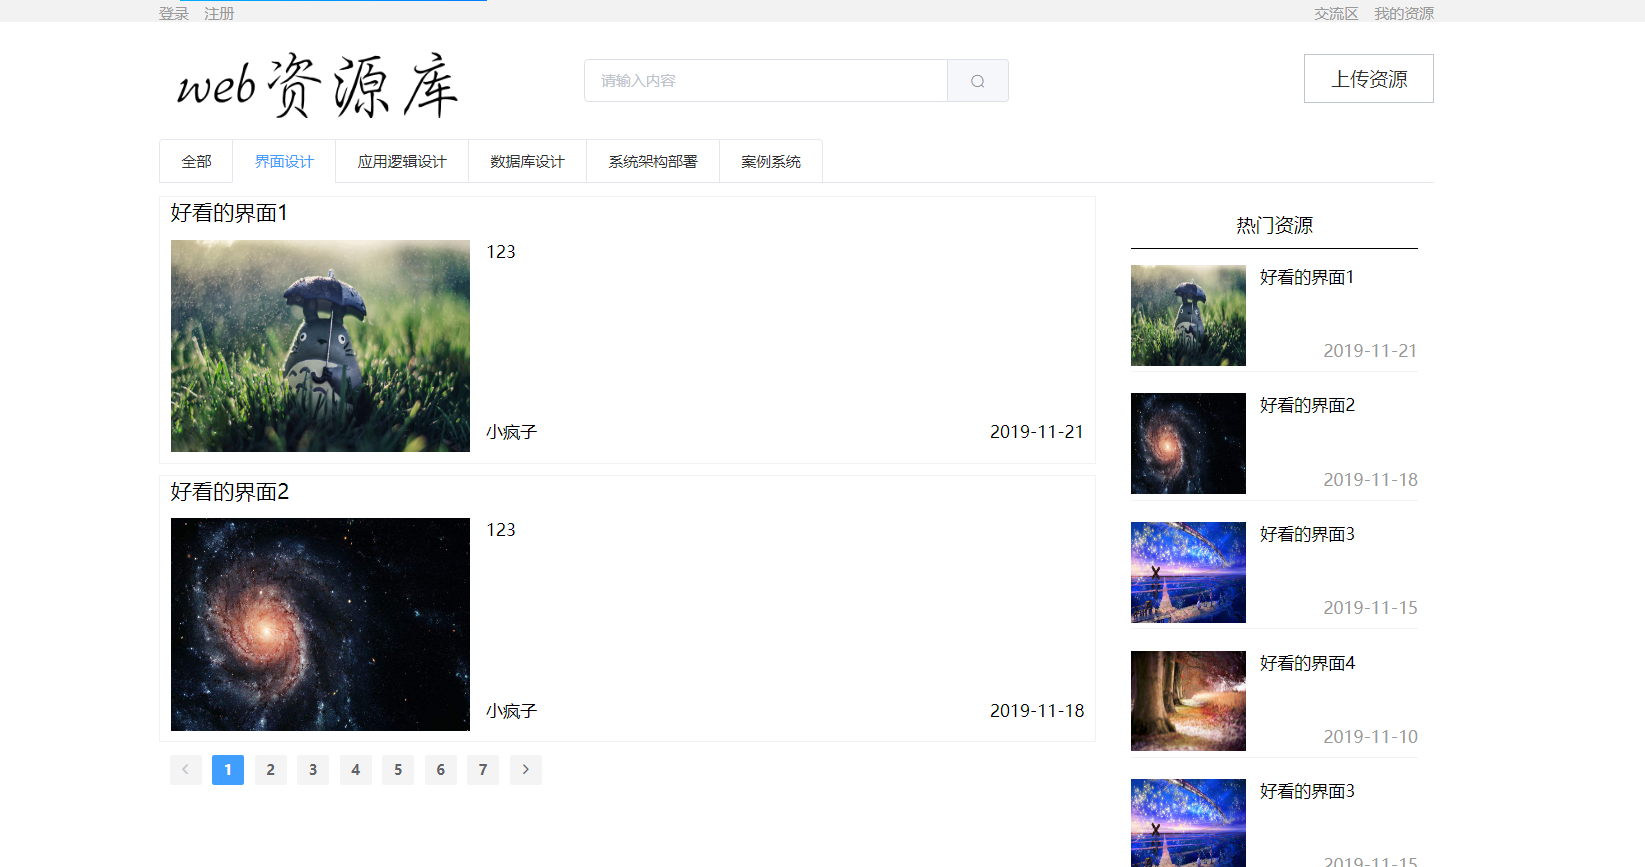 登录 注册 交流区 我的资源
web资源库
请输入内容
上传资源
全部 界面设计 应用逻辑设计 数据库设计 系统架构部署 案例系统
好看的界面1
123
小疯子 2019-11-21
好看的界面2
123
小疯子 2019-11-18
1 2 3 4 5 6 7
热门资源
好看的界面1
2019-11-21
好看的界面2
2019-11-18
好看的界面3
2019-11-15
好看的界面4
2019-11-10
好看的界面3
2019-11-15